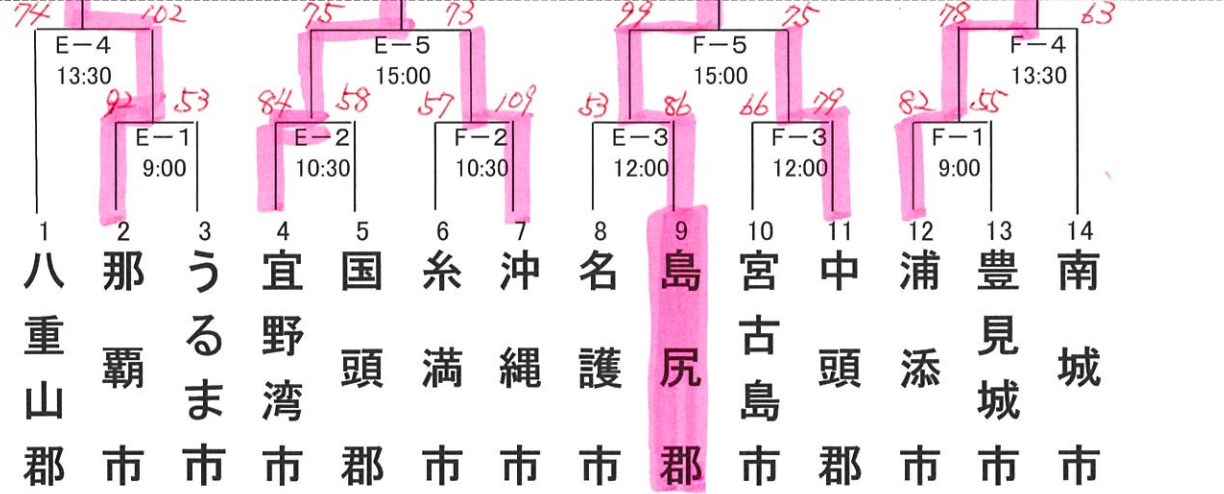 74 102 75 73 99 75 78 63
E-4 E-5 F-5 F-4
13:30 15:00 15:00 13:30
92 53 84 58 57 109 53 86 66 79 82 55
E-1 E-2 F-2 E-3 F-3 F-1
9:00 10:30 10:30 12:00 12:00 9:00
1 2 3 4 5 6 7 8 9 10 11 12 13 14
八重山郡
那覇市
うるま市
宜野湾市
国頭郡
糸満市
沖縄市
名護市
島尻郡
宮古島市
中頭郡
浦添市
豊見城市
南城市